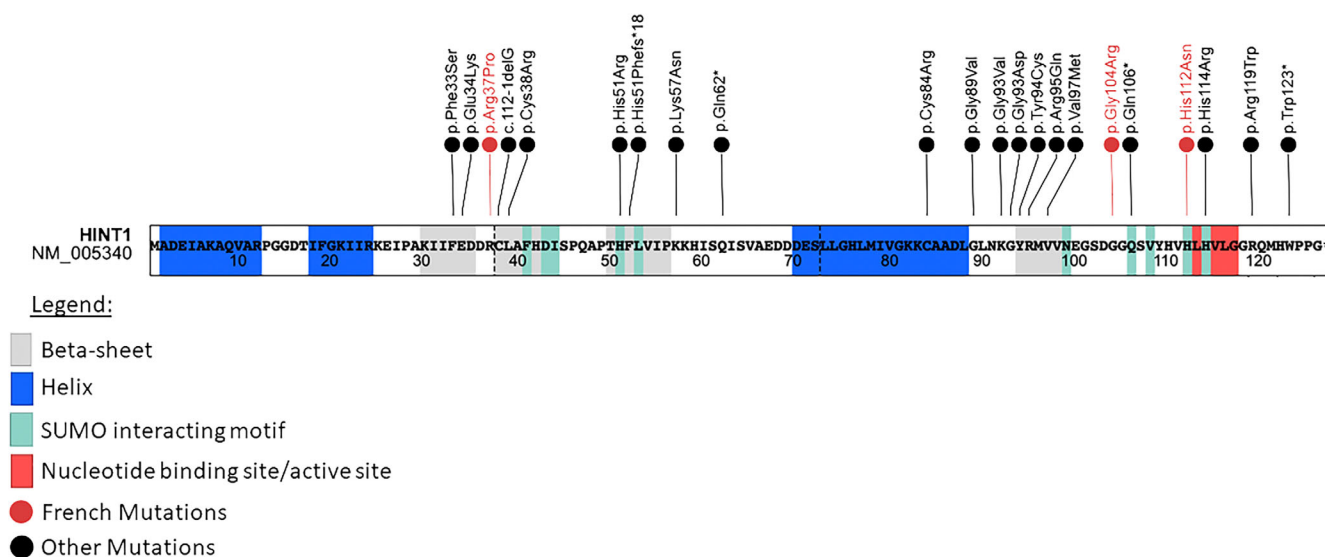 p.Phe33Ser
p.Glu34Lys
p.Arg37Pro
c.112-1delG
p.Cys38Arg
p.His51Arg
p.His51Phefs*18
p.Lys57Asn
p.Gln62*
p.Cys84Arg
p.Gly89Val
p.Gly93Val
p.Gly93Asp
p.Tyr94Cys
p.Arg95Gln
p.Val97Met
p.Gly104Arg
p.Gln106*
p.His112Asn
p.His114Arg
p.Arg119Trp
p.Trp123*
HINT1
NM_005340
MADEIAKAQVARPGGDTIFGKIIRKEIPAKIIFEDDRCLAFHDISPQAPTHFLVIPKKHISQISVAEDDDESLLGHLMIVGKKCAADLGLNKGYRMVVNEGSDGGQSVYHVHLHVLGGRQMHWPPG*
10 20 30 40 50 60 70 80 90 100 110 120
Legend:
Beta-sheet
Helix
SUMO interacting motif
Nucleotide binding site/active site
French Mutations
Other Mutations